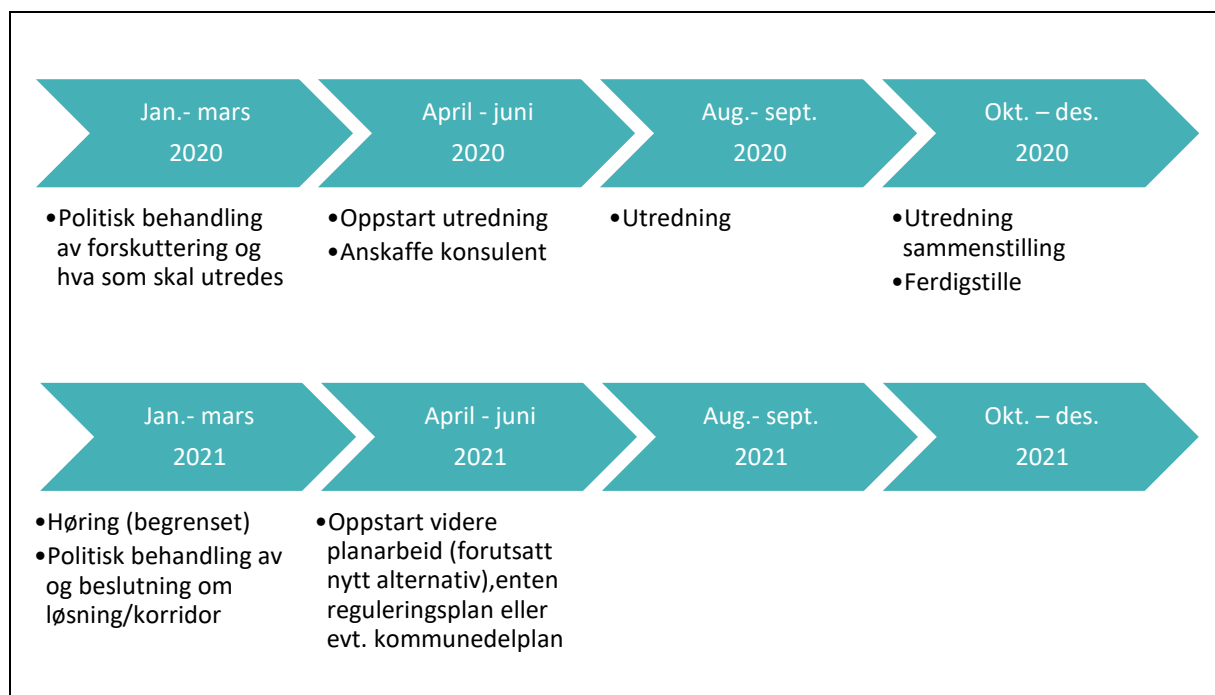 Jan.- mars
2020
April - juni
2020
Aug.- sept.
2020
Okt. – des.
2020
•Politisk behandling
av forskuttering og
hva som skal utredes
•Oppstart utredning
•Anskaffe konsulent
•Utredning
•Utredning
sammenstilling
•Ferdigstille
Jan.- mars
2021
April - juni
2021
Aug.- sept.
2021
Okt. – des.
2021
•Høring (begrenset)
•Politisk behandling av
og beslutning om
løsning/korridor
•Oppstart videre
planarbeid (forutsatt
nytt alternativ),enten
reguleringsplan eller
evt. kommunedelplan